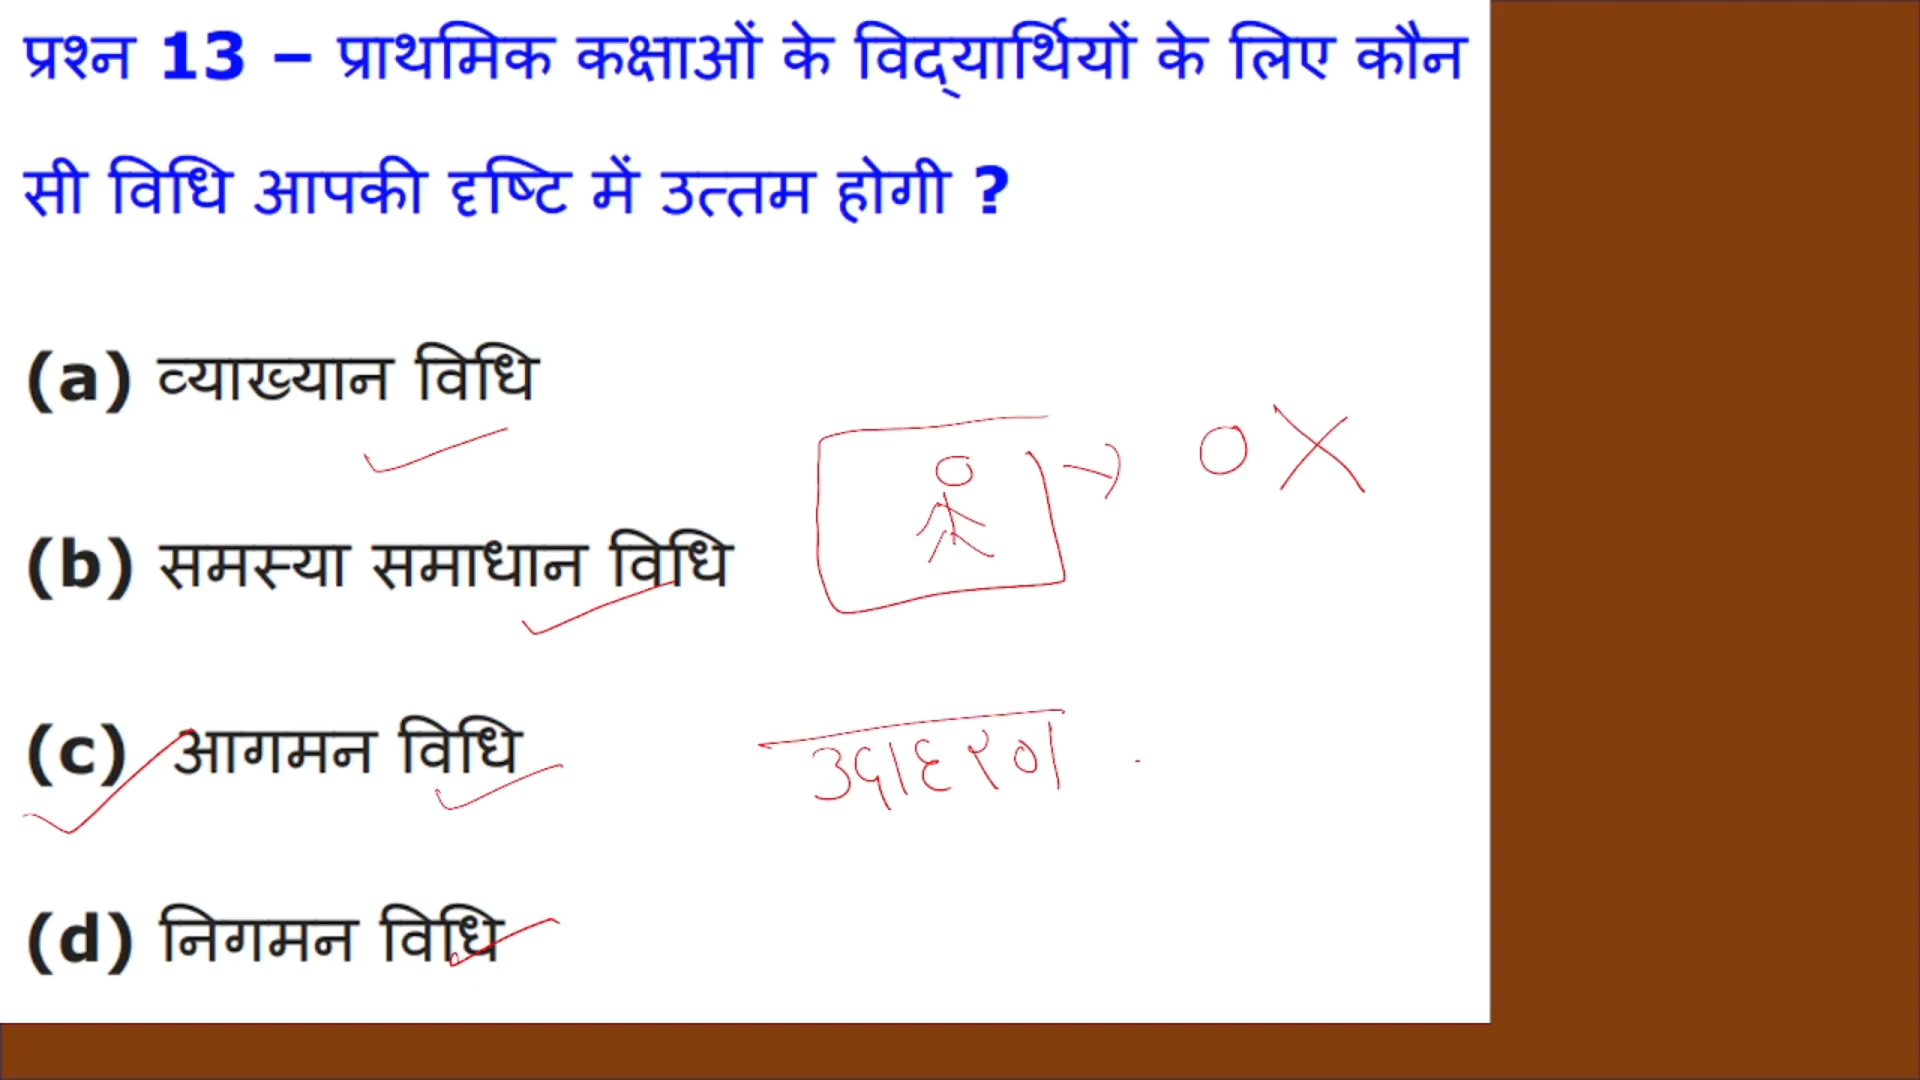 प्रश्न 13 – प्राथमिक कक्षाओं के विद्यार्थियों के लिए कौन
सी विधि आपकी दृष्टि में उत्तम होगी ?
(a) व्याख्यान विधि
(b) समस्या समाधान विधि
(c) आगमन विधि
उदाहरण
(d) निगमन विधि